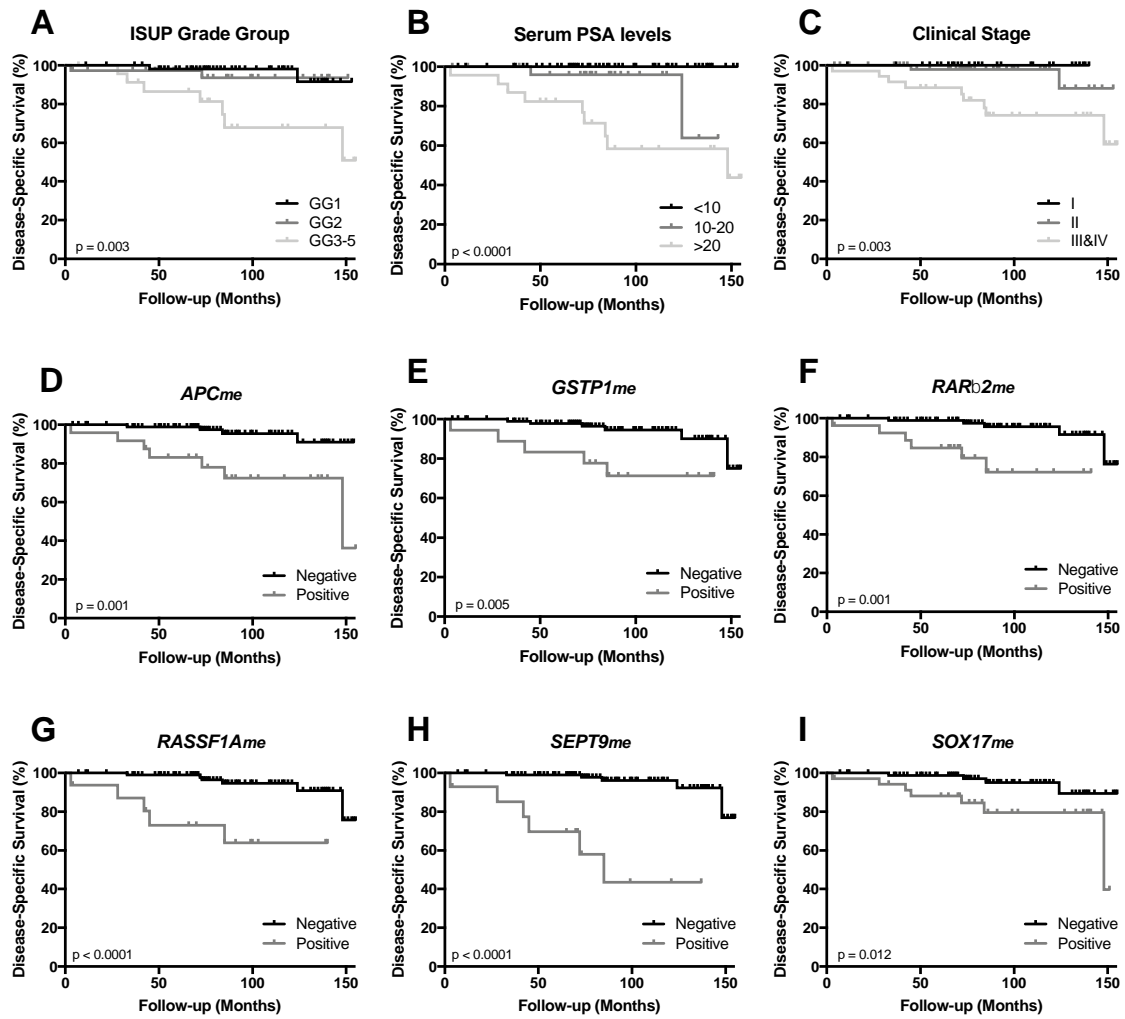 A
ISUP Grade Group
Disease-Specific Survival (%)
100
80
60
40
20
0
GG1
GG2
GG3-5
p = 0.003
0 50 100 150
Follow-up (Months)
B
Serum PSA levels
Disease-Specific Survival (%)
100
80
60
40
20
0
<10
10-20
>20
p < 0.0001
0 50 100 150
Follow-up (Months)
C
Clinical Stage
Disease-Specific Survival (%)
100
80
60
40
20
0
I
II
III&IV
p = 0.003
0 50 100 150
Follow-up (Months)
D
APCme
Disease-Specific Survival (%)
100
80
60
40
20
0
Negative
Positive
p = 0.001
0 50 100 150
Follow-up (Months)
E
GSTP1me
Disease-Specific Survival (%)
100
80
60
40
20
0
Negative
Positive
p = 0.005
0 50 100 150
Follow-up (Months)
F
RARb2me
Disease-Specific Survival (%)
100
80
60
40
20
0
Negative
Positive
p = 0.001
0 50 100 150
Follow-up (Months)
G
RASSF1Ame
Disease-Specific Survival (%)
100
80
60
40
20
0
Negative
Positive
p < 0.0001
0 50 100 150
Follow-up (Months)
H
SEPT9me
Disease-Specific Survival (%)
100
80
60
40
20
0
Negative
Positive
p < 0.0001
0 50 100 150
Follow-up (Months)
I
SOX17me
Disease-Specific Survival (%)
100
80
60
40
20
0
Negative
Positive
p = 0.012
0 50 100 150
Follow-up (Months)